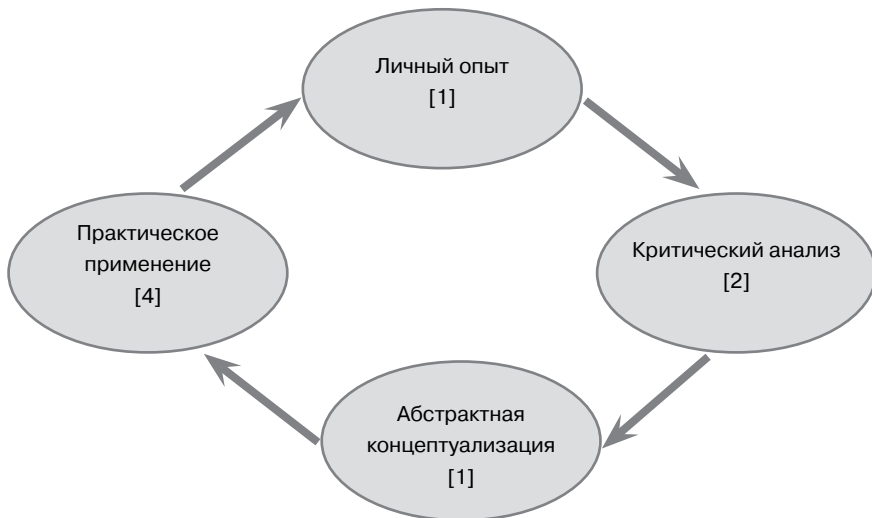 Личный опыт
[1]
Критический анализ
[2]
Абстрактная
концептуализация
[1]
Практическое
применение
[4]